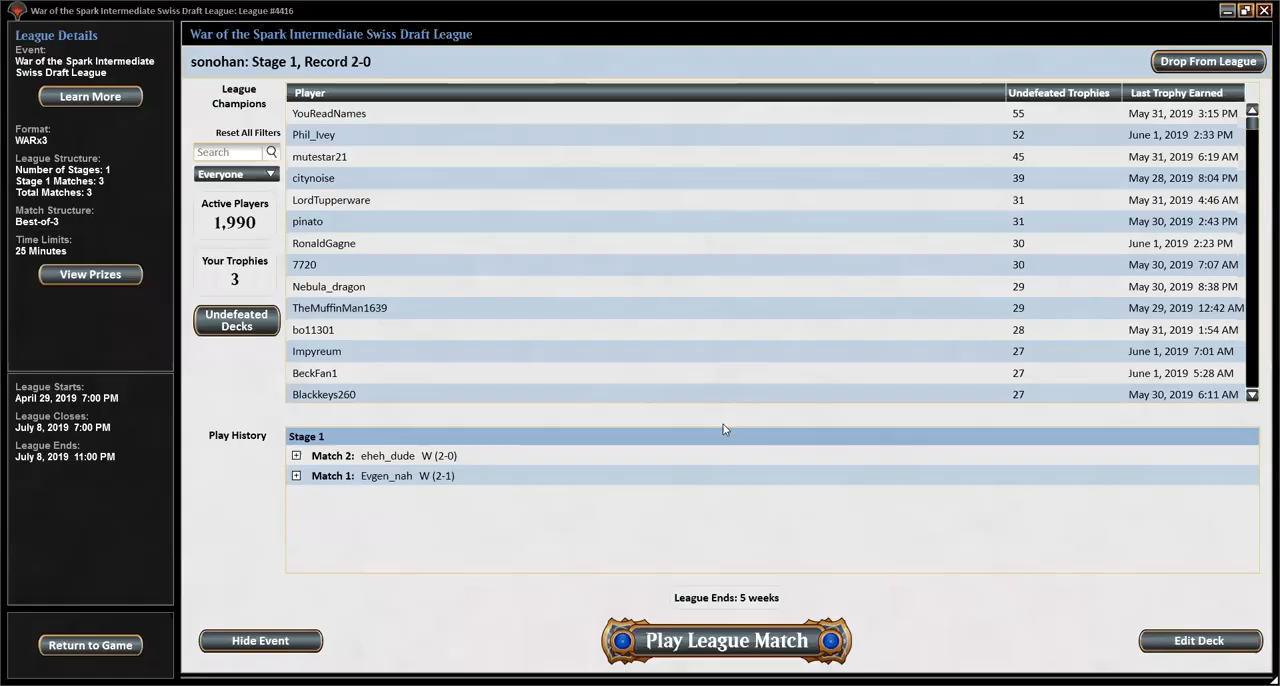 War of the Spark Intermediate Swiss Draft League: League #4416
League Details
Event:
War of the Spark Intermediate
Swiss Draft League
Learn More
Format:
WARx3
League Structure:
Number of Stages: 1
Stage 1 Matches: 3
Total Matches: 3
Match Structure:
Best-of-3
Time Limits:
25 Minutes
View Prizes
League Starts:
April 29, 2019 7:00 PM
League Closes:
July 8, 2019 7:00 PM
League Ends:
July 8, 2019 11:00 PM
Return to Game
War of the Spark Intermediate Swiss Draft League
sonohan: Stage 1, Record 2-0
Drop From League
League
Champions
Reset All Filters
Search
Everyone
Active Players
1,990
Your Trophies
3
Undefeated
Decks
Player Undefeated Trophies Last Trophy Earned
YouReadNames 55 May 31, 2019 3:15 PM
Phil_Ivey 52 June 1, 2019 2:33 PM
mutestar21 45 May 31, 2019 6:19 AM
citynoise 39 May 28, 2019 8:04 PM
LordTupperware 31 May 31, 2019 4:46 AM
pinato 31 May 30, 2019 2:43 PM
RonaldGagne 30 June 1, 2019 2:23 PM
7720 30 May 30, 2019 7:07 AM
Nebula_dragon 29 May 30, 2019 8:38 PM
TheMuffinMan1639 29 May 29, 2019 12:42 AM
bo11301 28 May 31, 2019 1:54 AM
Impyreum 27 June 1, 2019 7:01 AM
BeckFan1 27 June 1, 2019 5:28 AM
Blackkeys260 27 May 30, 2019 6:11 AM
Play History
Stage 1
Match 2: eheh_dude W (2-0)
Match 1: Evgen_nah W (2-1)
League Ends: 5 weeks
Hide Event
Play League Match
Edit Deck